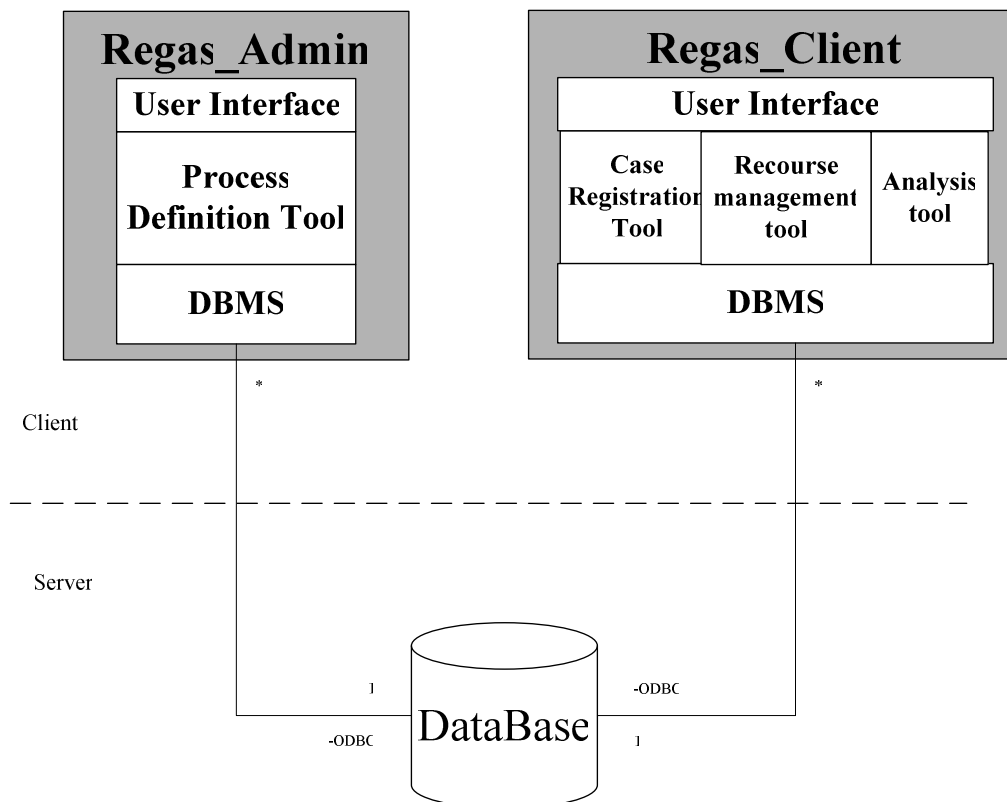 Regas_Admin
User Interface
Process
Definition Tool
DBMS
Regas_Client
User Interface
Case
Registration
Tool
Recourse
management
tool
Analysis
tool
DBMS
*
*
Client
Server
1
-ODBC
-ODBC
1
DataBase